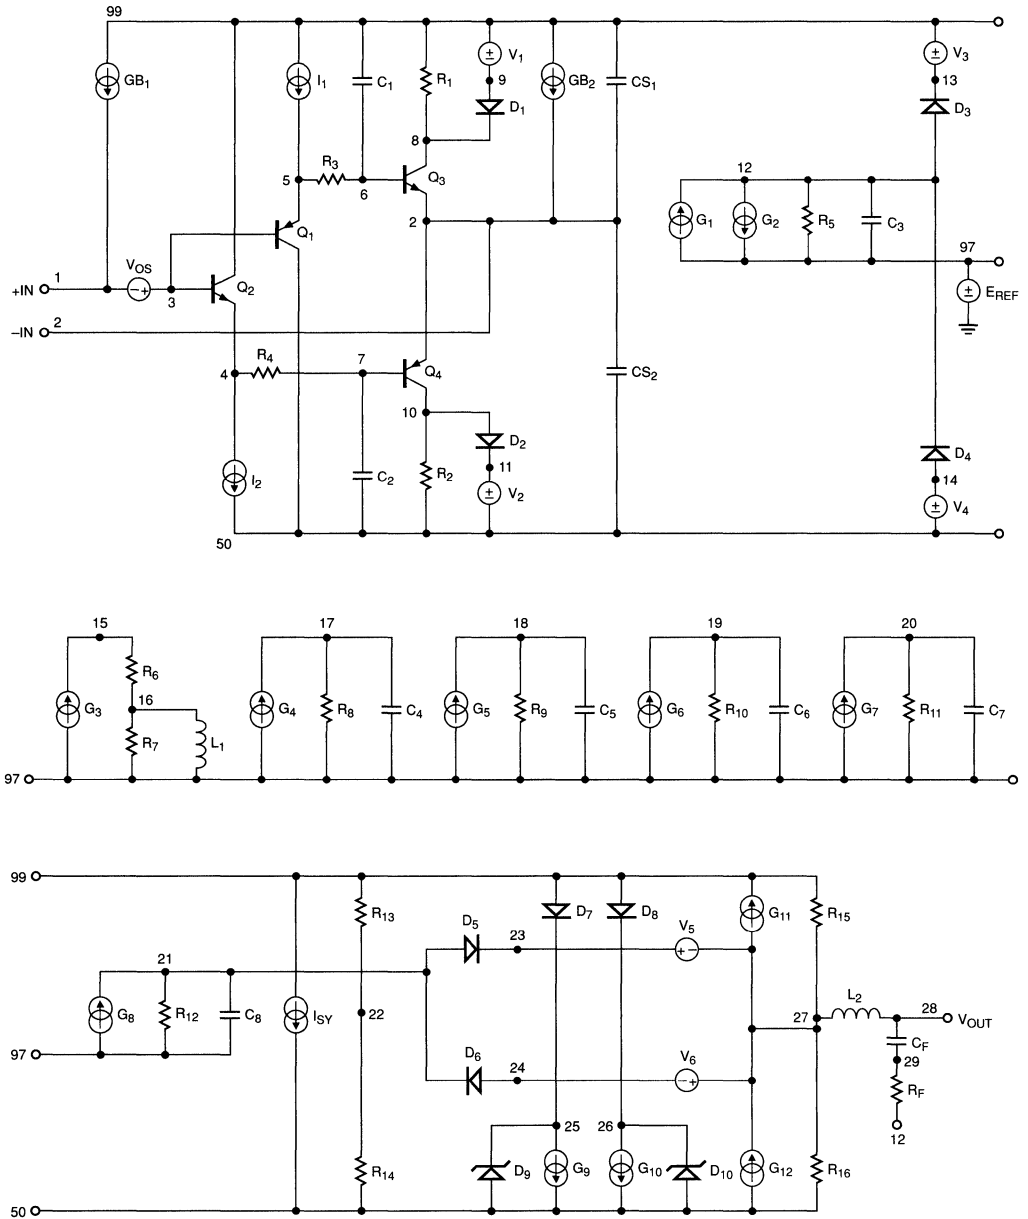 99
GB1
I1
C1
R1
V1
9
D1
GB2
CS1
V3
13
D3
8
R3
5
6
Q3
12
G1
G2
R5
C3
2
Q1
97
EREF
+IN
1
VOS
3
Q2
–IN
2
4
R4
7
Q4
CS2
10
D2
11
I2
C2
R2
V2
D4
14
V4
50
15
17
18
19
20
R6
16
G3
R7
L1
G4
R8
C4
G5
R9
C5
G6
R10
C6
G7
R11
C7
97
99
R13
D7
D8
G11
R15
D5
23
V5
21
G8
R12
C8
ISY
22
27
L2
28
VOUT
CF
97
D6
24
V6
29
RF
12
25
26
R14
D9
G9
G10
D10
G12
R16
50